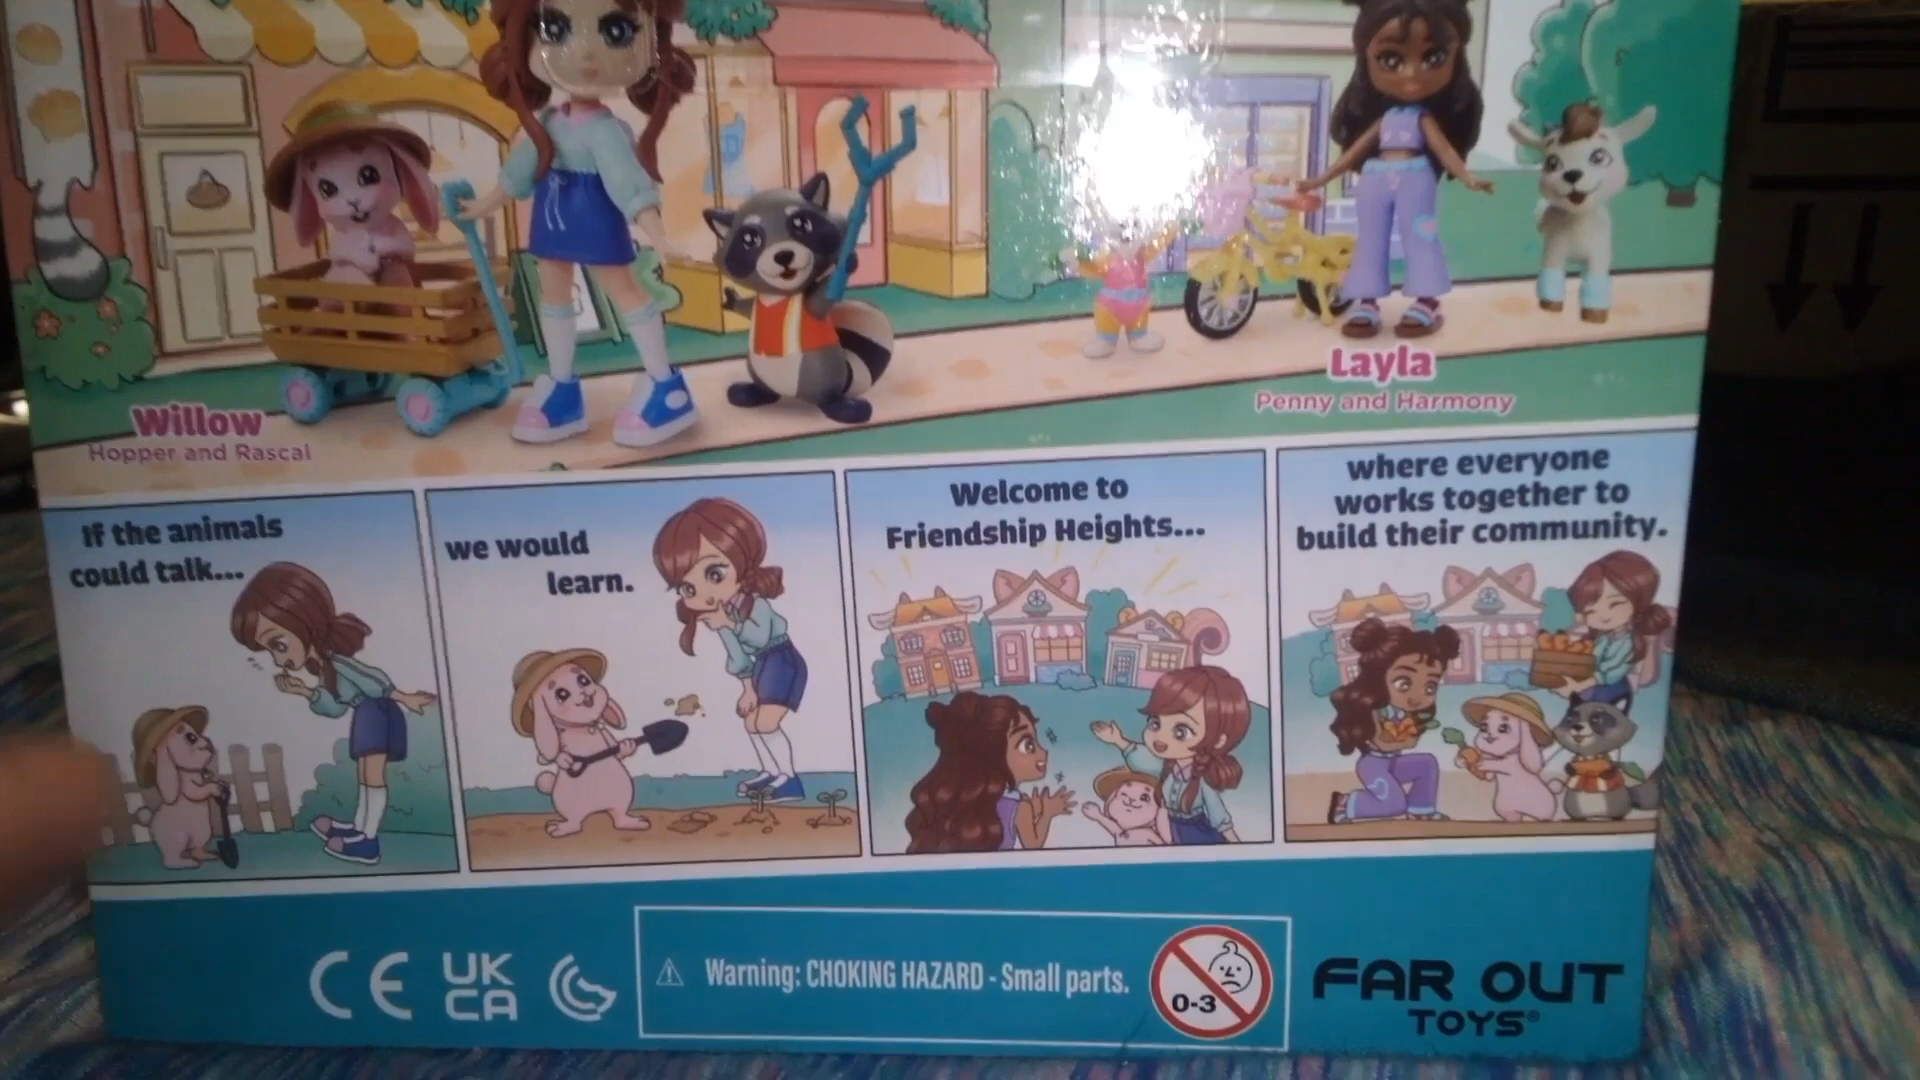 Willow
Hopper and Rascal
Layla
Penny and Harmony
If the animals
could talk...
we would
learn.
Welcome to
Friendship Heights...
where everyone
works together to
build their community.
CE
UK
CA
Warning: CHOKING HAZARD - Small parts.
0-3
FAR OUT
TOYS®